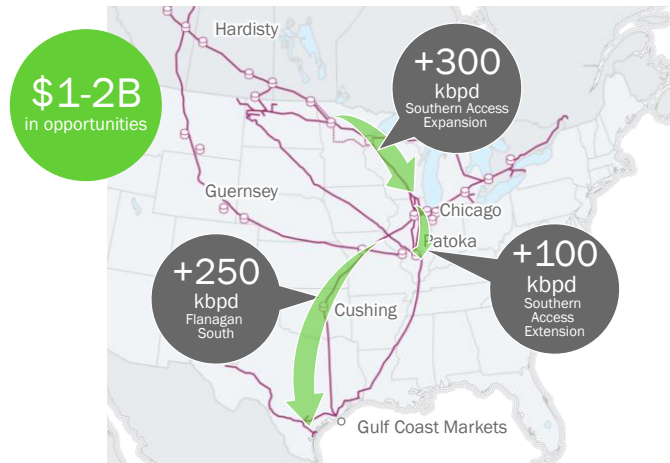 Hardisty
$1-2B
in opportunities
+300
kbpd
Southern Access
Expansion
Guernsey
Chicago
Patoka
+250
kbpd
Flanagan
South
+100
kbpd
Southern
Access
Extension
Cushing
Gulf Coast Markets